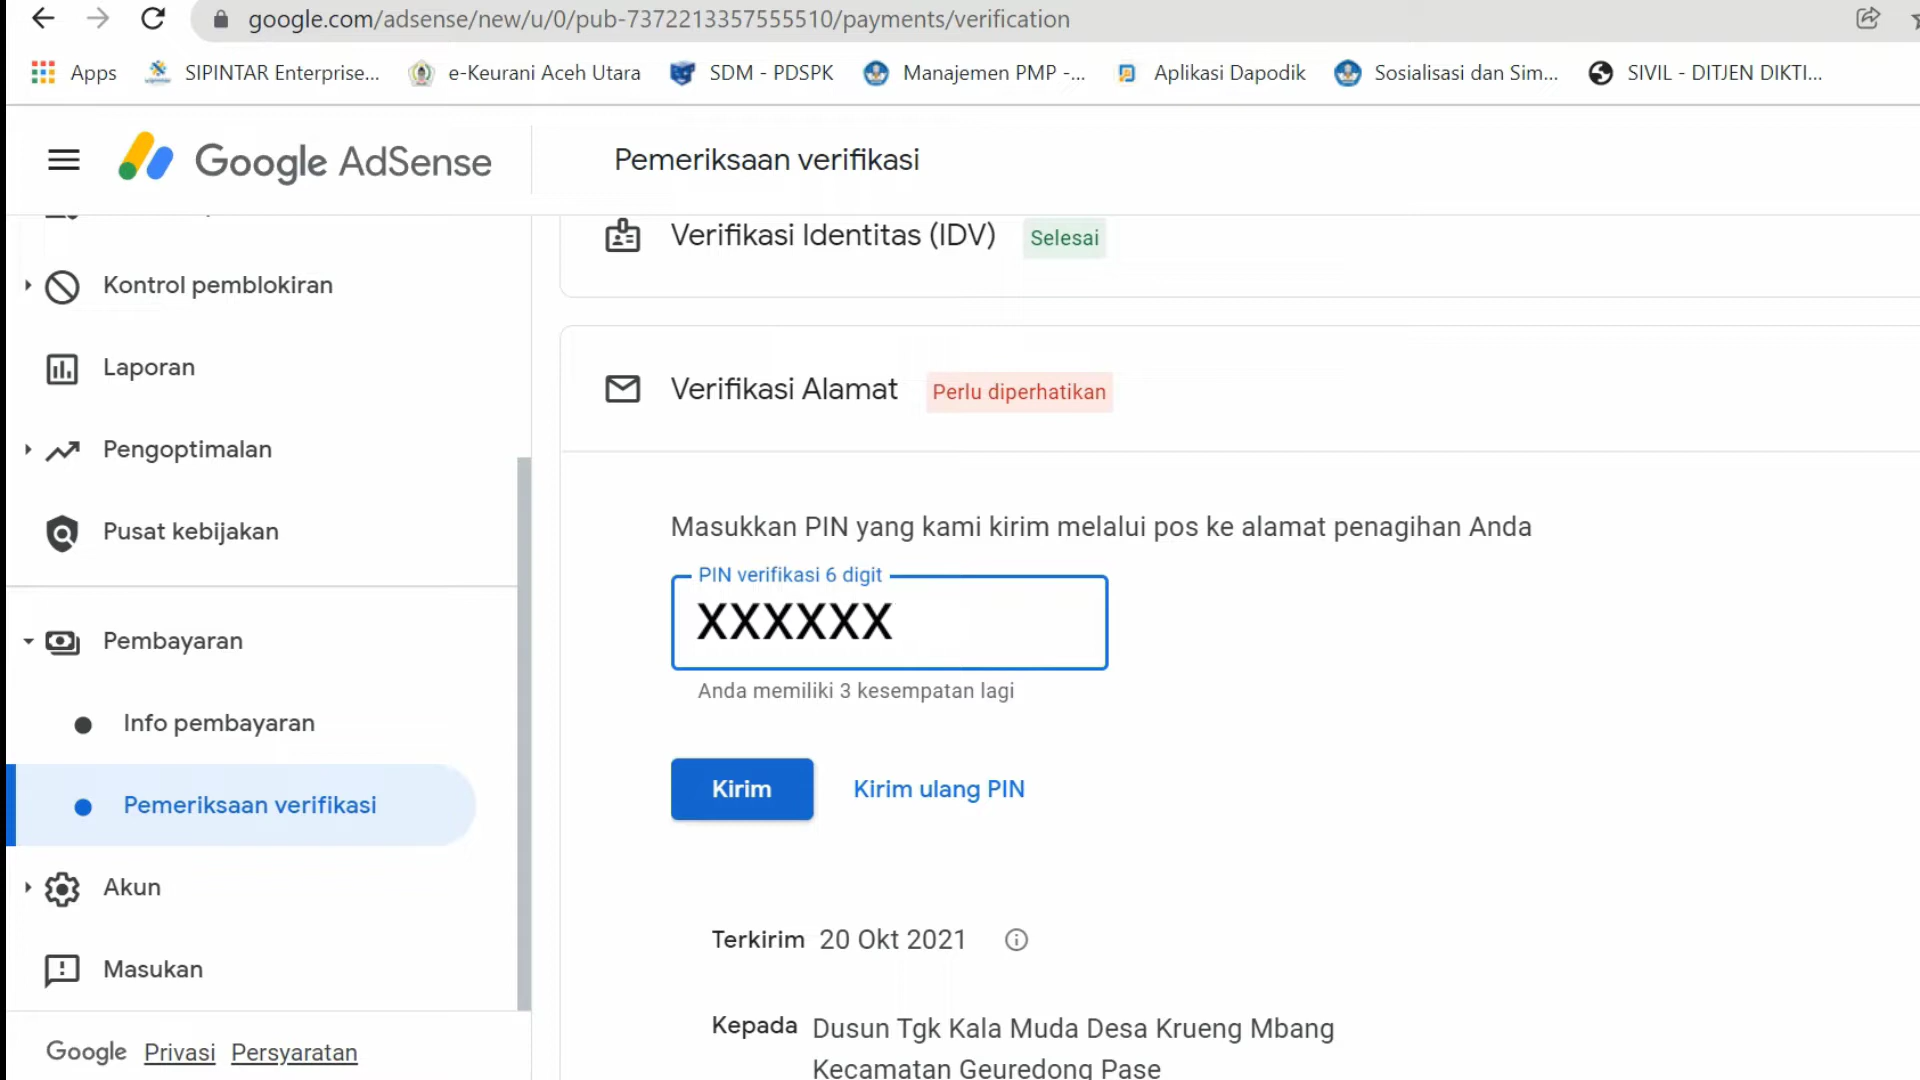 google.com/adsense/new/u/0/pub-7372213357555510/payments/verification
Apps
SIPINTAR Enterprise...
e-Keurani Aceh Utara
SDM - PDSPK
Manajemen PMP -...
Aplikasi Dapodik
Sosialisasi dan Sim...
SIVIL - DITJEN DIKTI...
Google AdSense
Pemeriksaan verifikasi
Kontrol pemblokiran
Laporan
Pengoptimalan
Pusat kebijakan
Pembayaran
Info pembayaran
Pemeriksaan verifikasi
Akun
Masukan
Google Privasi Persyaratan
Verifikasi Identitas (IDV) Selesai
Verifikasi Alamat Perlu diperhatikan
Masukkan PIN yang kami kirim melalui pos ke alamat penagihan Anda
PIN verifikasi 6 digit
XXXXXX
Anda memiliki 3 kesempatan lagi
Kirim
Kirim ulang PIN
Terkirim 20 Okt 2021
Kepada Dusun Tgk Kala Muda Desa Krueng Mbang
Kecamatan Geuredong Pase